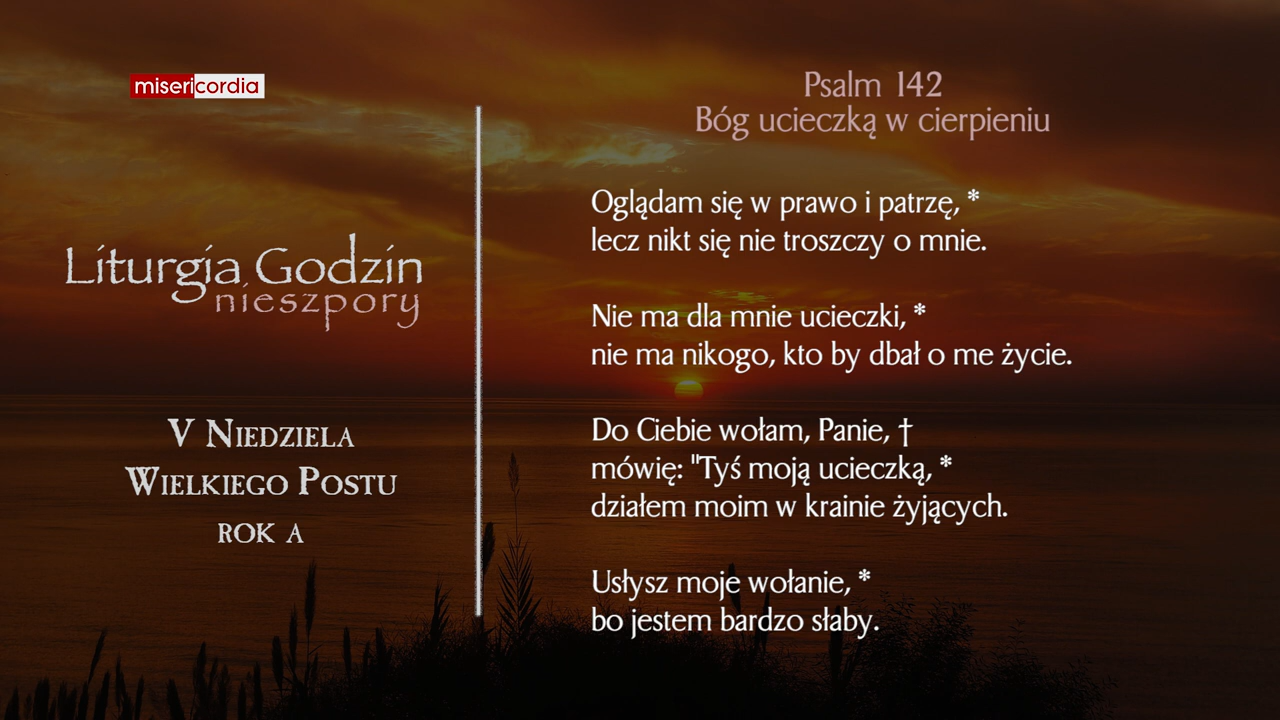 misericordia
Liturgia Godzin
nieszpory
V Niedziela
Wielkiego Postu
rok a
Psalm 142
Bóg ucieczką w cierpieniu
Oglądam się w prawo i patrzę, *
lecz nikt się nie troszczy o mnie.
Nie ma dla mnie ucieczki, *
nie ma nikogo, kto by dbał o me życie.
Do Ciebie wołam, Panie, †
mówię: "Tyś moją ucieczką, *
działem moim w krainie żyjących.
Usłysz moje wołanie, *
bo jestem bardzo słaby.